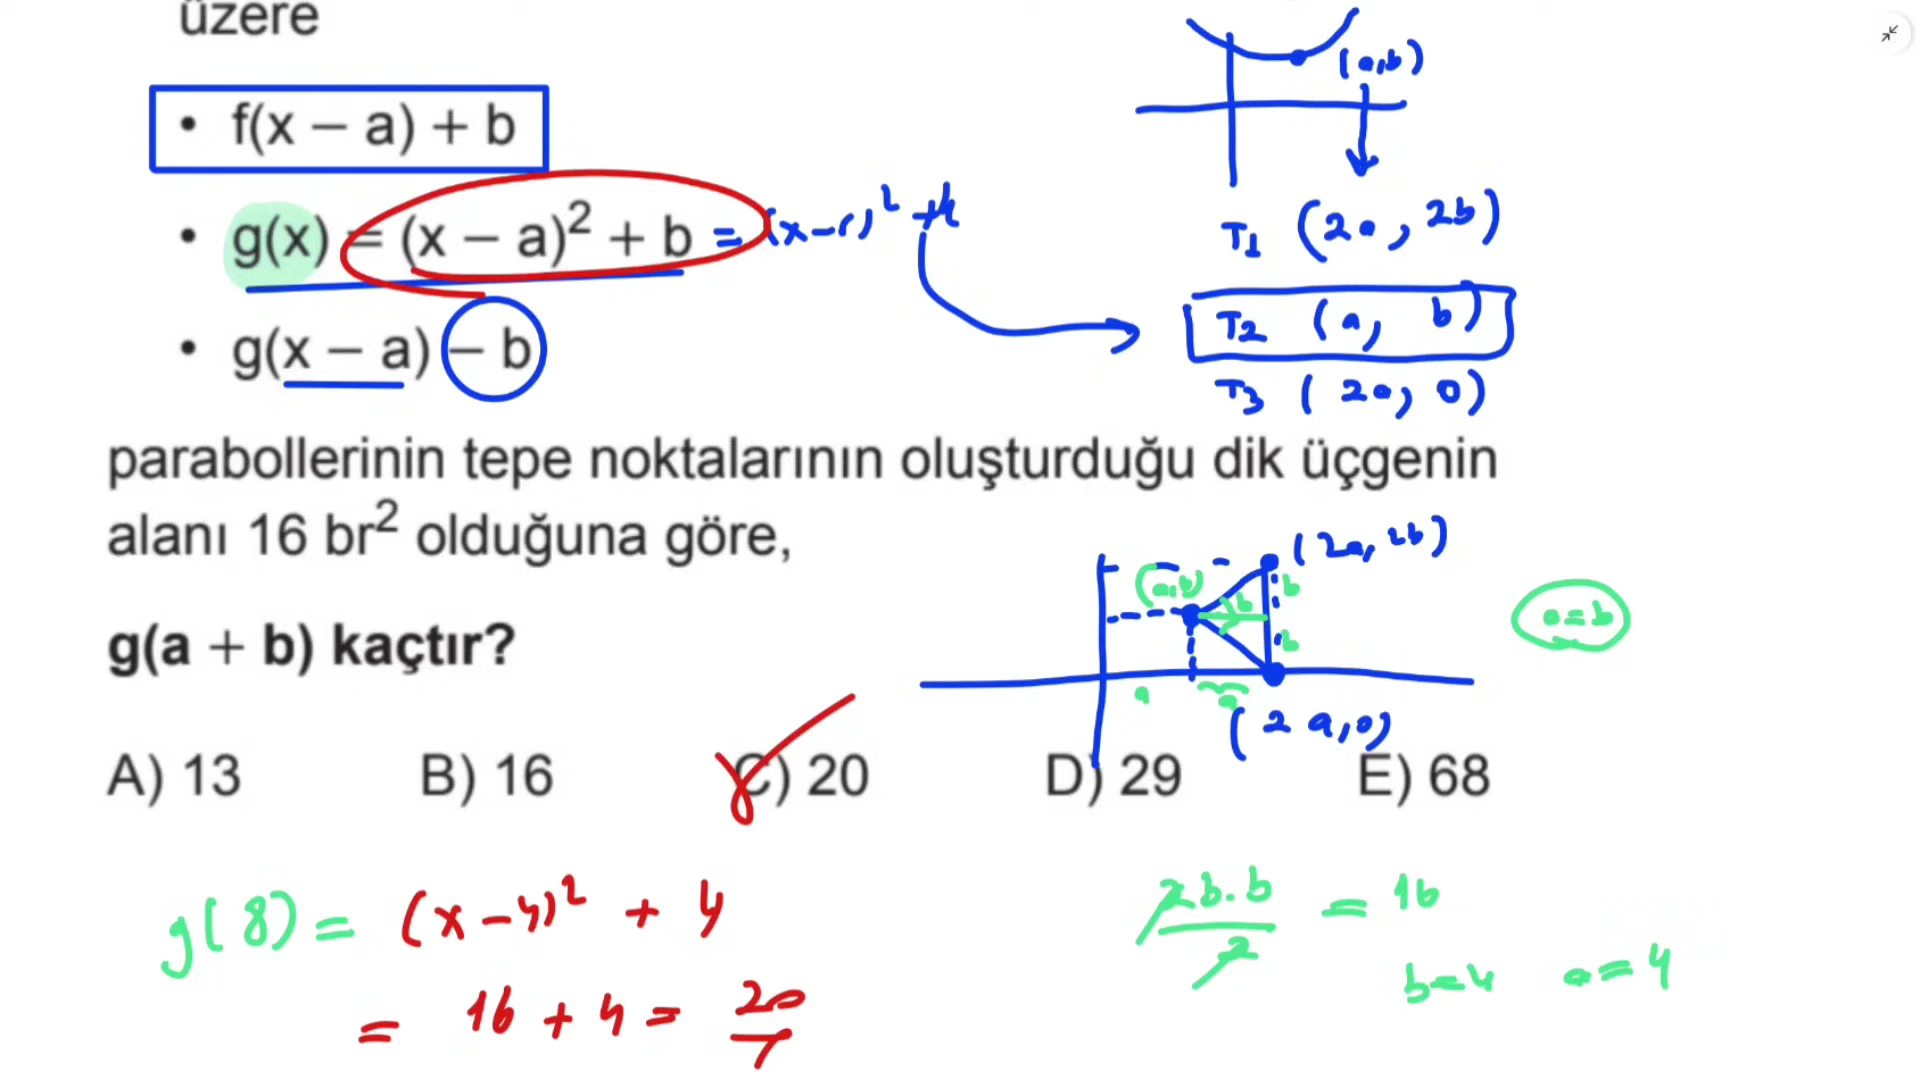 üzere
(a,b)
• f(x − a) + b
• g(x) = (x − a)² + b = (x−r)² + k
T1 (2a, 2b)
T2 (a, b)
• g(x − a) − b
T3 (2a, 0)
parabollerinin tepe noktalarının oluşturduğu dik üçgenin
alanı 16 br² olduğuna göre,
(2a, 2b)
(a,b) b b
a=b
b
g(a + b) kaçtır?
a a
(2a,0)
A) 13 B) 16 C) 20 D) 29 E) 68
g(8) = (x−4)² + 4
2b.b/2 = 16
b=4 a=4
= 16 + 4 = 20